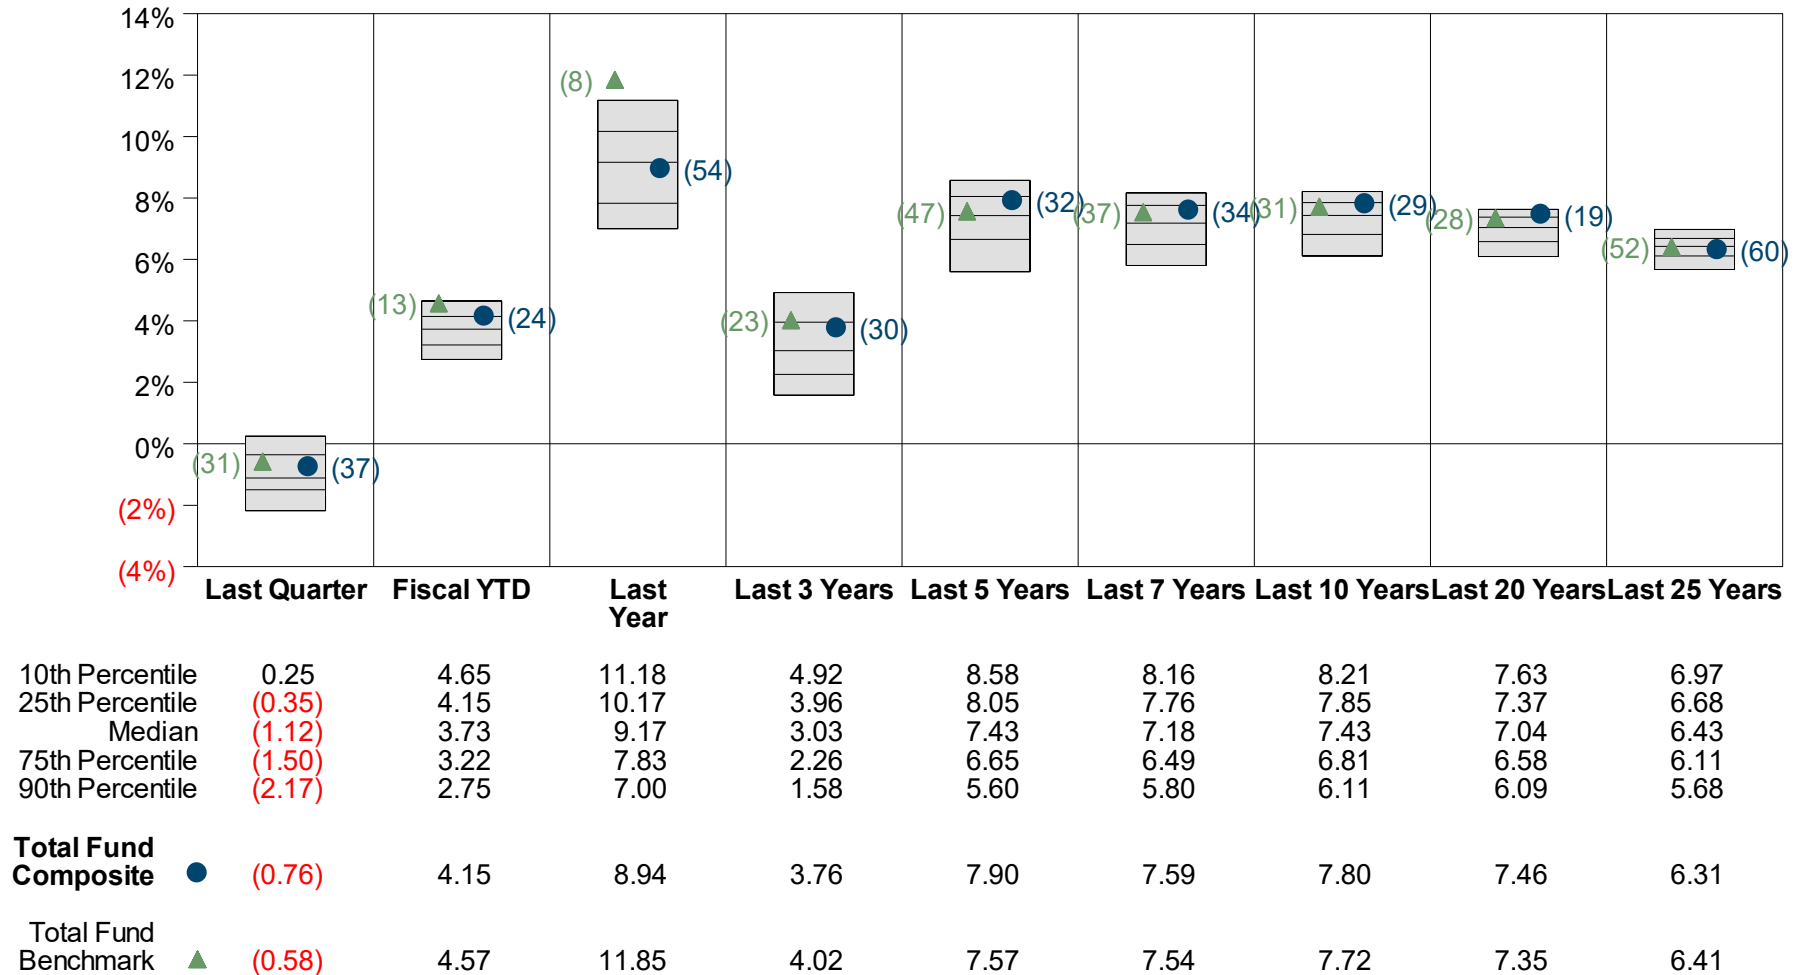 14%
12%
10%
8%
6%
4%
2%
0%
(2%)
(4%)
(31)
(37)
(13)
(24)
(8)
(54)
(23)
(30)
(47)
(32)
(37)
(34)
(31)
(29)
(28)
(19)
(52)
(60)
Last Quarter Fiscal YTD Last Year Last 3 Years Last 5 Years Last 7 Years Last 10 Years Last 20 Years Last 25 Years
10th Percentile 0.25 4.65 11.18 4.92 8.58 8.16 8.21 7.63 6.97
25th Percentile (0.35) 4.15 10.17 3.96 8.05 7.76 7.85 7.37 6.68
Median (1.12) 3.73 9.17 3.03 7.43 7.18 7.43 7.04 6.43
75th Percentile (1.50) 3.22 7.83 2.26 6.65 6.49 6.81 6.58 6.11
90th Percentile (2.17) 2.75 7.00 1.58 5.60 5.80 6.11 6.09 5.68
Total Fund
Composite (0.76) 4.15 8.94 3.76 7.90 7.59 7.80 7.46 6.31
Total Fund
Benchmark (0.58) 4.57 11.85 4.02 7.57 7.54 7.72 7.35 6.41